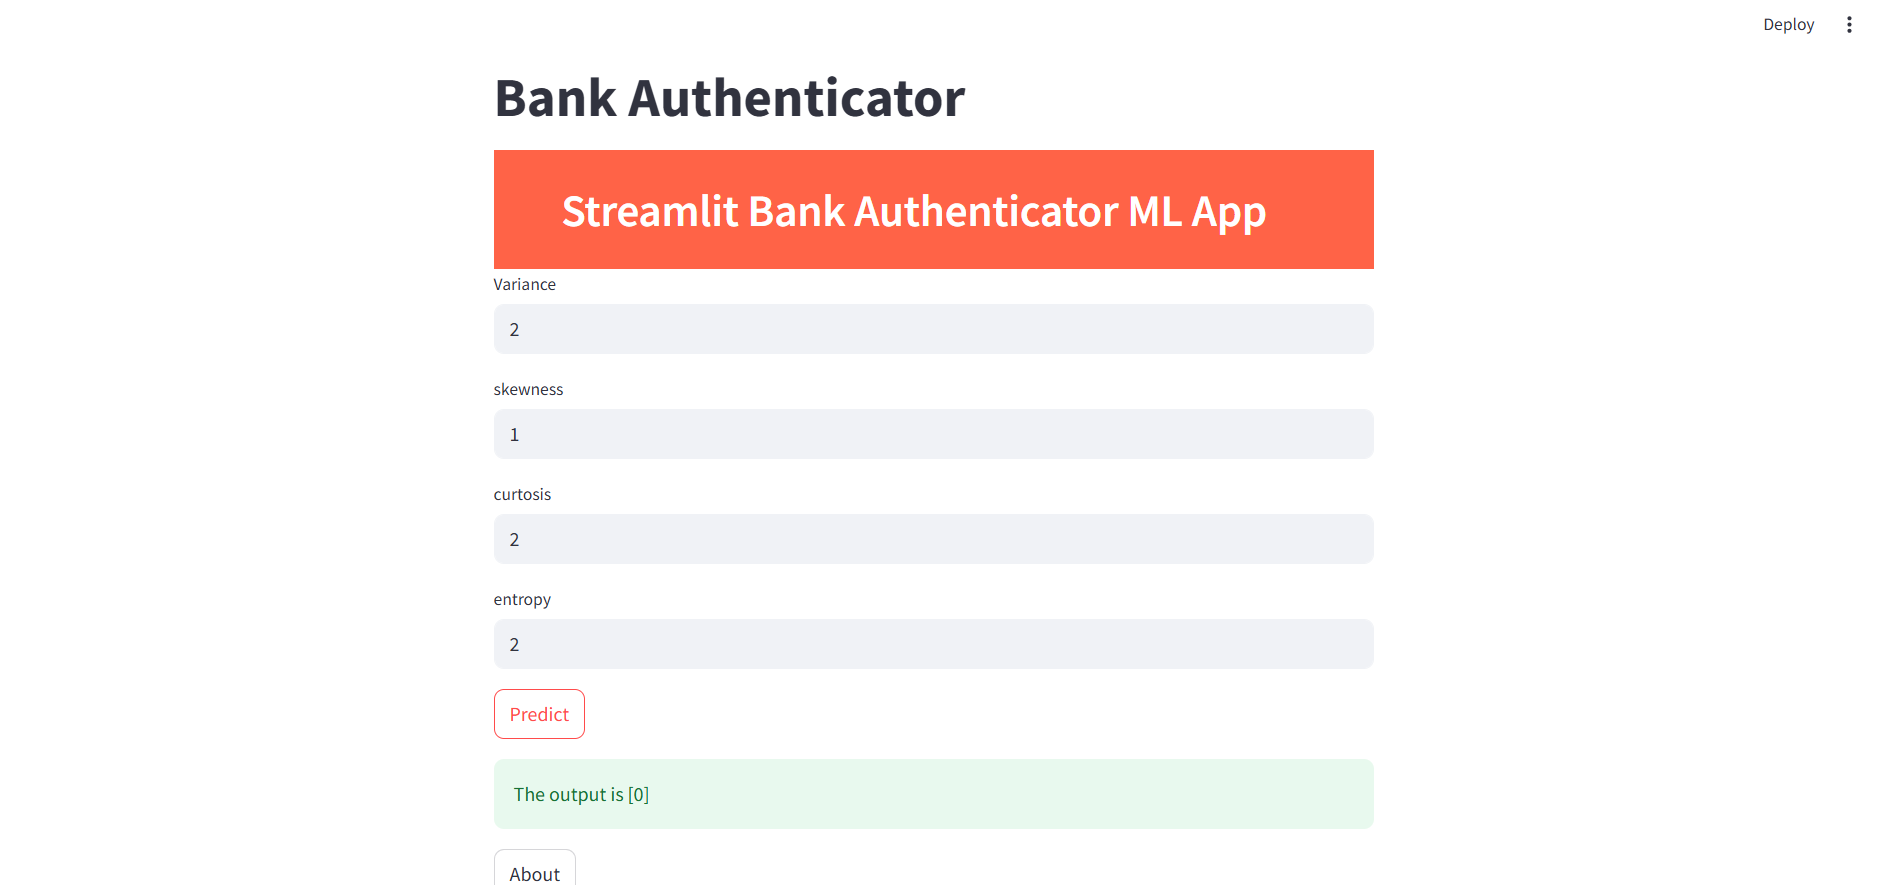 Deploy
Bank Authenticator
Streamlit Bank Authenticator ML App
Variance
2
skewness
1
curtosis
2
entropy
2
Predict
The output is [0]
About